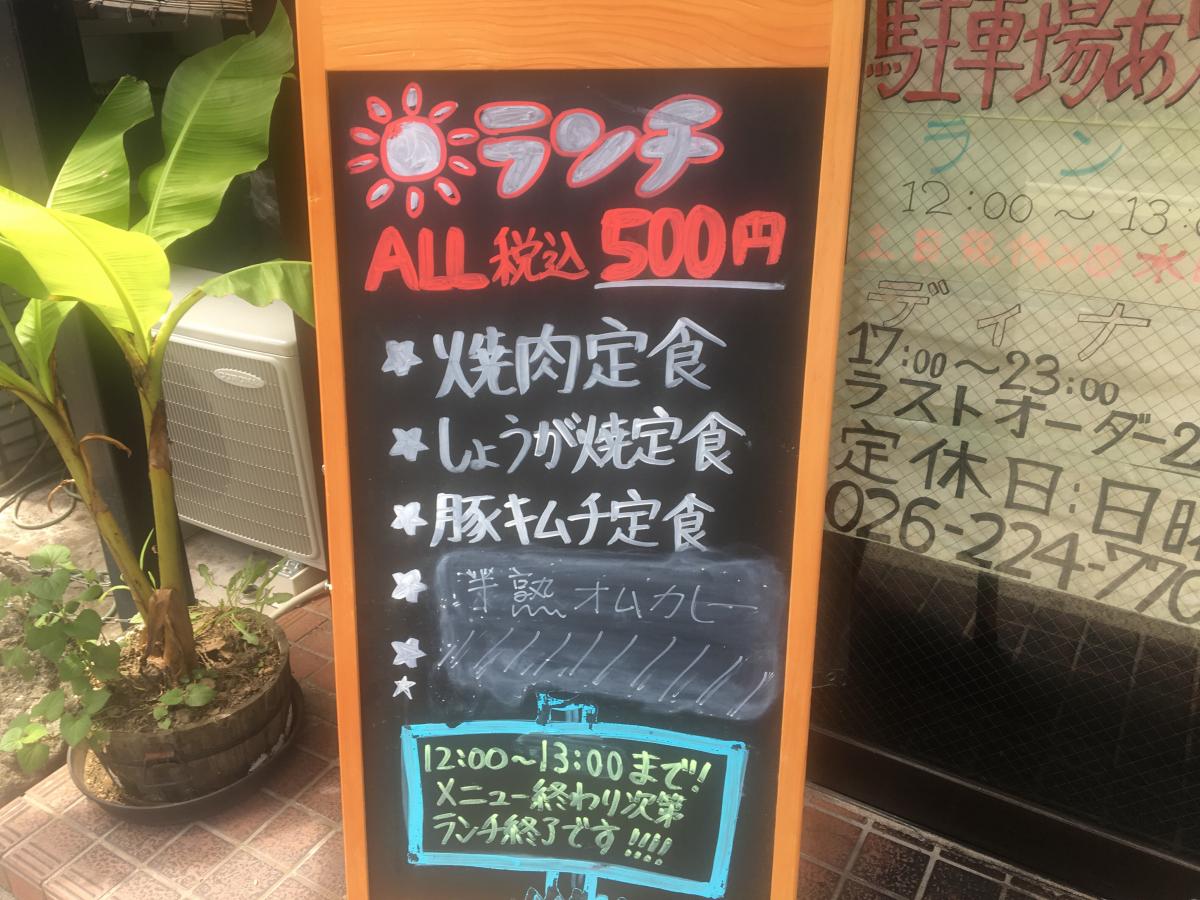 ランチ
ALL 税込 500円
焼肉定食
しょうが焼定食
豚キムチ定食
半熟オムカレー
12:00~13:00まで!
メニュー終わり次第
ランチ終了です!!!!
駐車場あ
ラン
12:00~13:
水
ディナ
17:00~23:00
ラストオーダー2
定休日:日
026-224-770